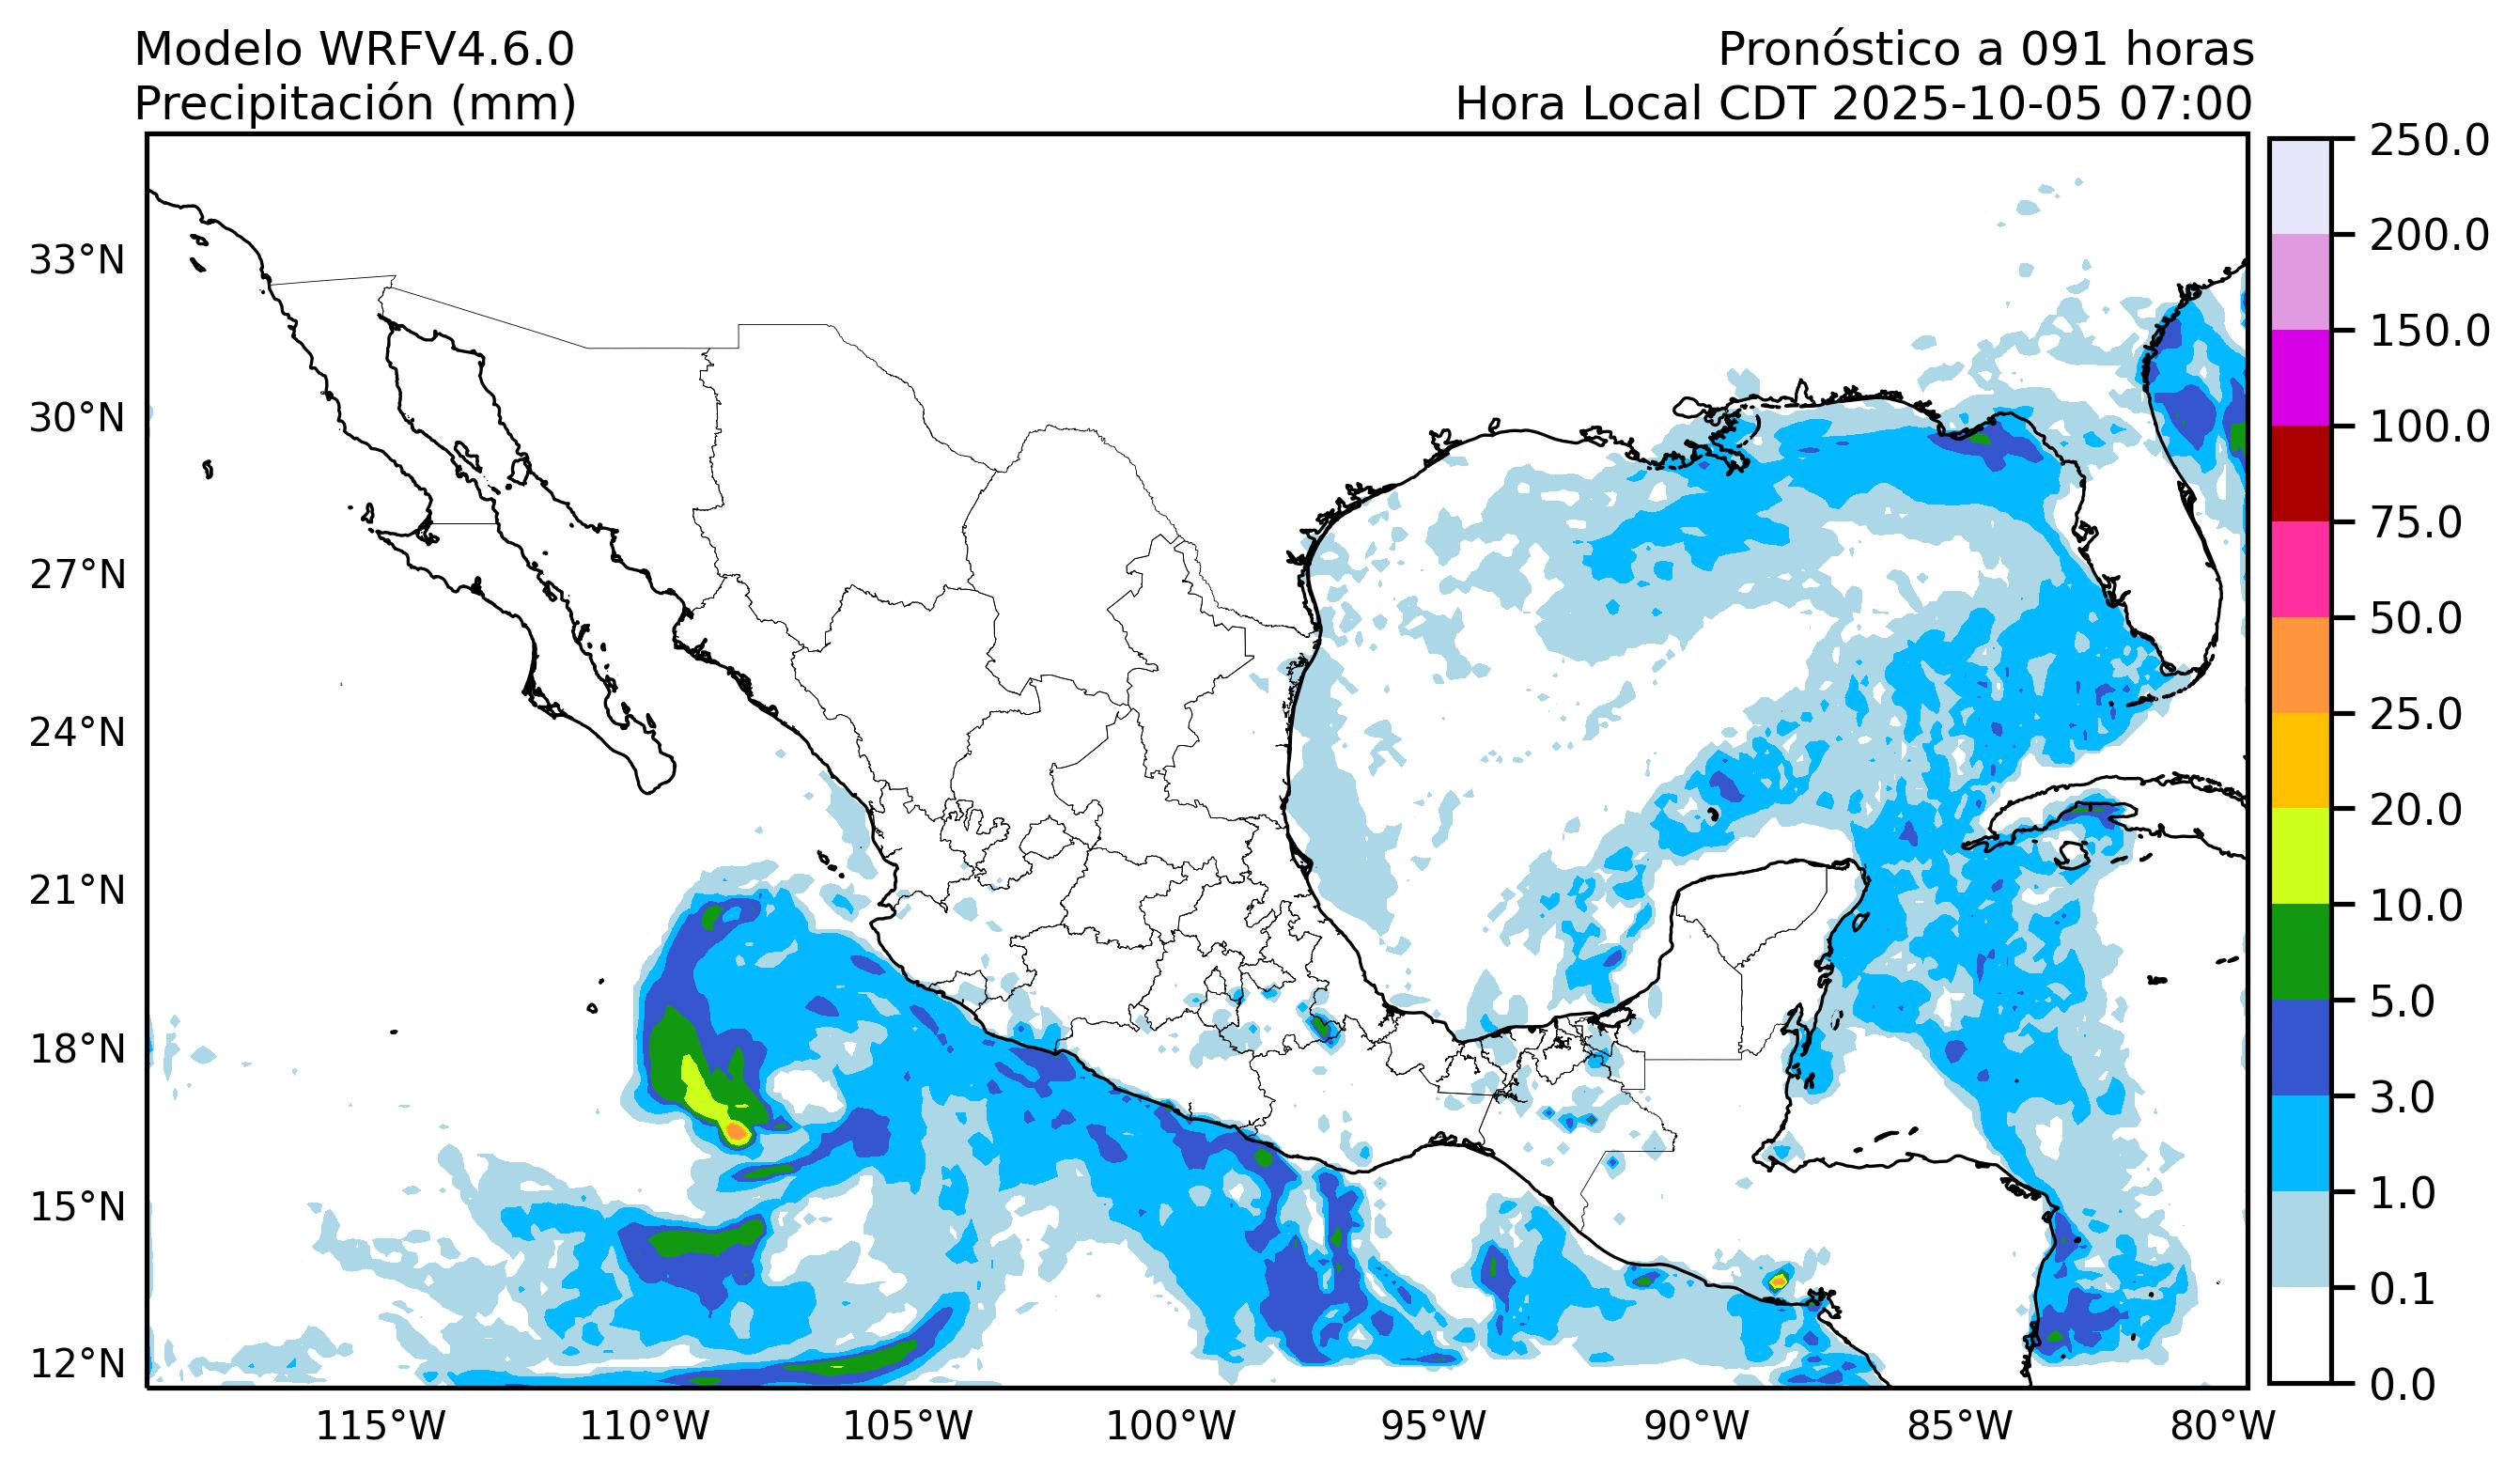 Modelo WRFV4.6.0
Precipitación (mm)
Pronóstico a 091 horas
Hora Local CDT 2025-10-05 07:00
33°N
30°N
27°N
24°N
21°N
18°N
15°N
12°N
115°W
110°W
105°W
100°W
95°W
90°W
85°W
80°W
250.0
200.0
150.0
100.0
75.0
50.0
25.0
20.0
10.0
5.0
3.0
1.0
0.1
0.0